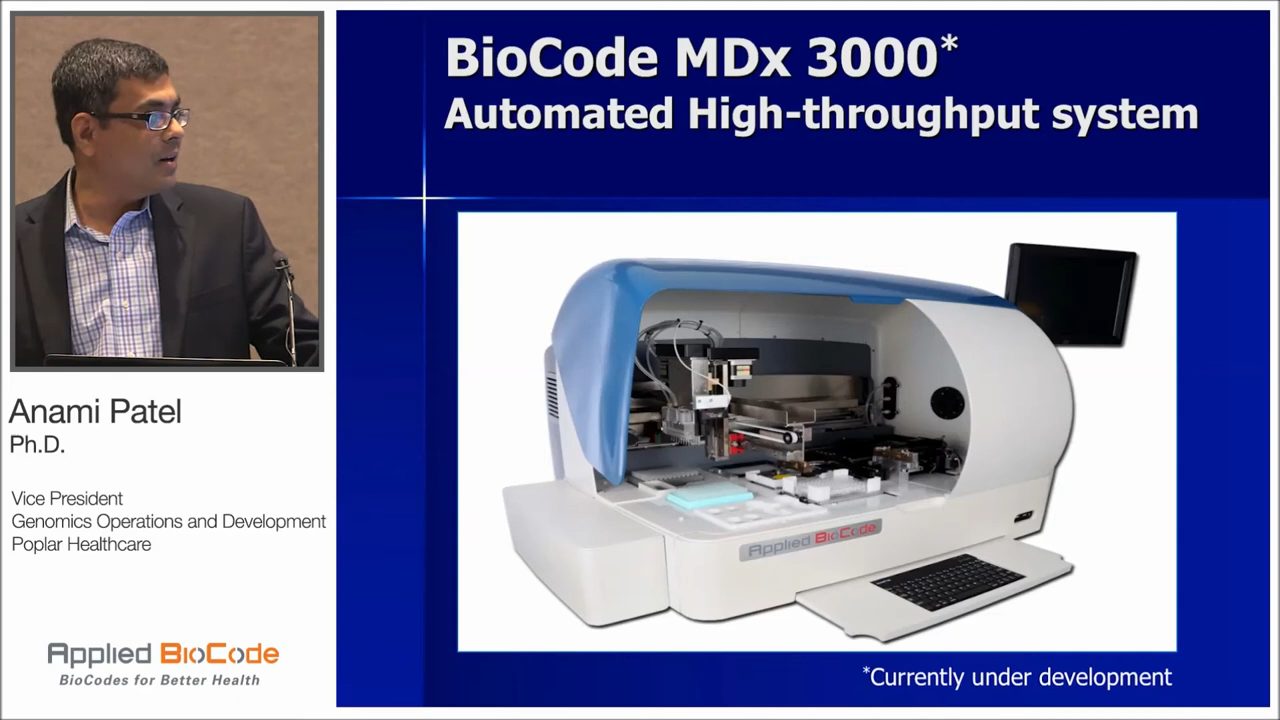 Anami Patel
Ph.D.
Vice President
Genomics Operations and Development
Poplar Healthcare
Applied BioCode
BioCodes for Better Health
BioCode MDx 3000*
Automated High-throughput system
Applied BioCode
*Currently under development